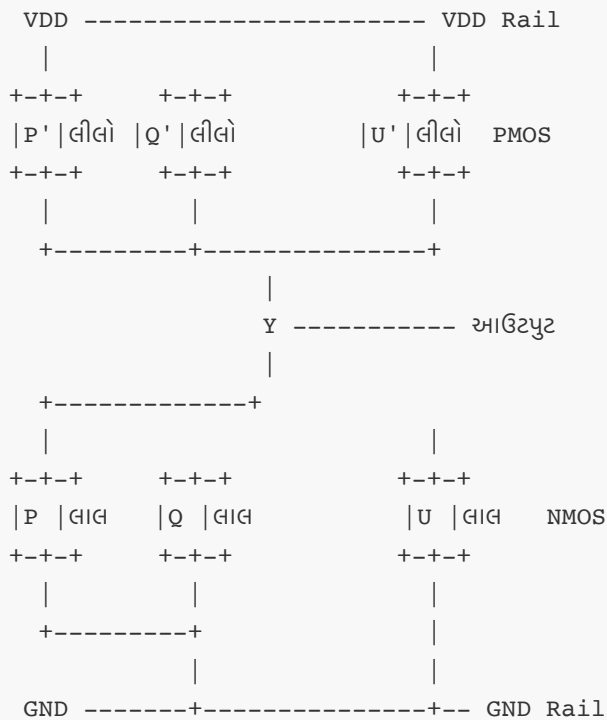 VDD ----------------------- VDD Rail
|                          |
+-+-+     +-+-+           +-+-+
|P'|લીલો |Q'|લીલો        |U'|લીલો  PMOS
+-+-+     +-+-+           +-+-+
|         |               |
+---------+---------------+
|
Y ----------- આઉટપુટ
|
+-------------+
|                          |
+-+-+     +-+-+           +-+-+
|P |લાલ   |Q |લાલ          |U |લાલ   NMOS
+-+-+     +-+-+           +-+-+
|         |               |
+---------+               |
|               |
GND -------+---------------+-- GND Rail